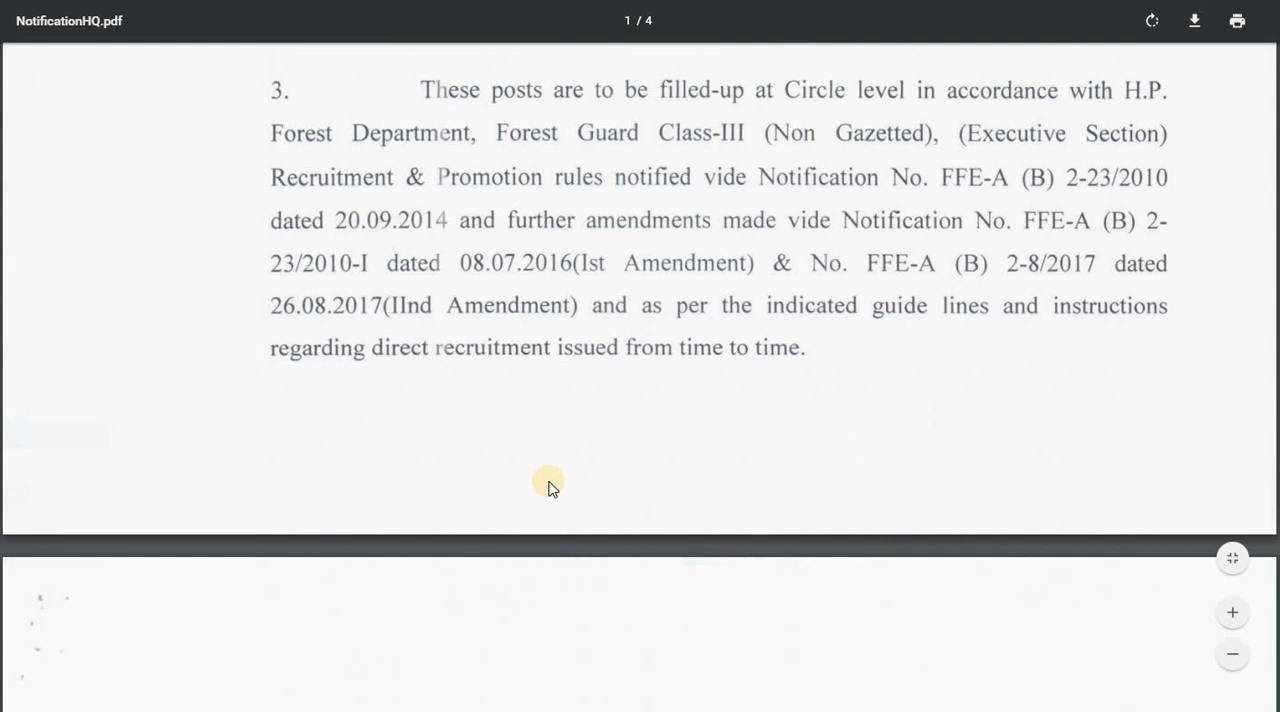 NotificationHQ.pdf
1 / 4
3. These posts are to be filled-up at Circle level in accordance with H.P.
Forest Department, Forest Guard Class-III (Non Gazetted), (Executive Section)
Recruitment & Promotion rules notified vide Notification No. FFE-A (B) 2-23/2010
dated 20.09.2014 and further amendments made vide Notification No. FFE-A (B) 2-
23/2010-I dated 08.07.2016(Ist Amendment) & No. FFE-A (B) 2-8/2017 dated
26.08.2017(IInd Amendment) and as per the indicated guide lines and instructions
regarding direct recruitment issued from time to time.